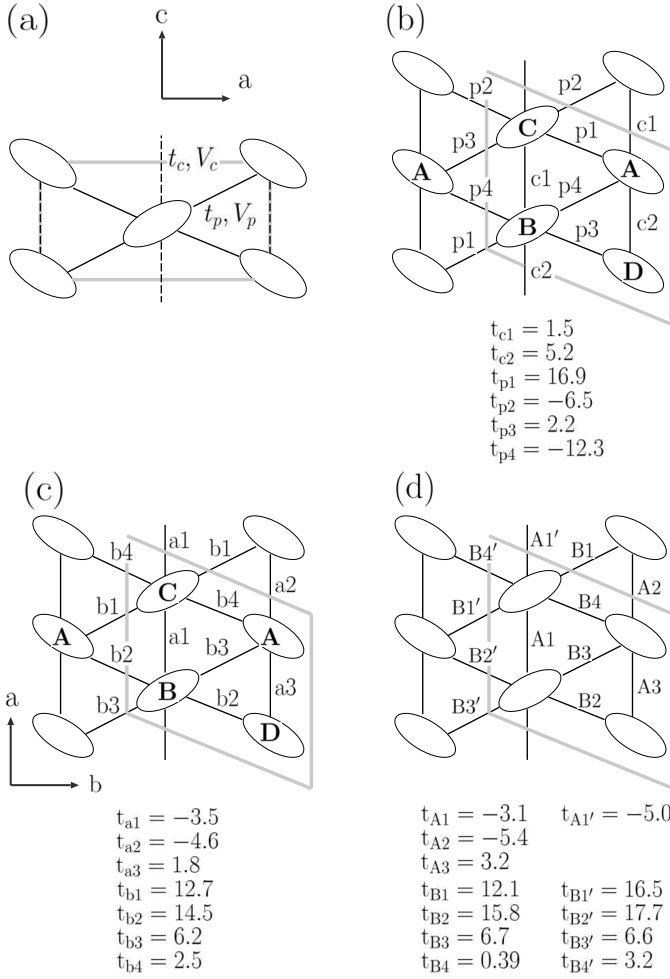 (a)
c
a
t_c, V_c
t_p, V_p
(b)
p2 p2
C c1
p3 p1
A A
c1
p4 p4 c2
B p3
p1 D
c2
t_c1 = 1.5
t_c2 = 5.2
t_p1 = 16.9
t_p2 = −6.5
t_p3 = 2.2
t_p4 = −12.3
(c)
a1
b4 b1
C a2
b1 b4
A A
a1
b2 b3
a3
B b2
b3 D
a
b
t_a1 = −3.5
t_a2 = −4.6
t_a3 = 1.8
t_b1 = 12.7
t_b2 = 14.5
t_b3 = 6.2
t_b4 = 2.5
(d)
A1′
B4′ B1
A2
B1′ B4
A1
B2′ B3
A3
B3′ B2
t_A1 = −3.1 t_A1′ = −5.0
t_A2 = −5.4
t_A3 = 3.2
t_B1 = 12.1 t_B1′ = 16.5
t_B2 = 15.8 t_B2′ = 17.7
t_B3 = 6.7 t_B3′ = 6.6
t_B4 = 0.39 t_B4′ = 3.2